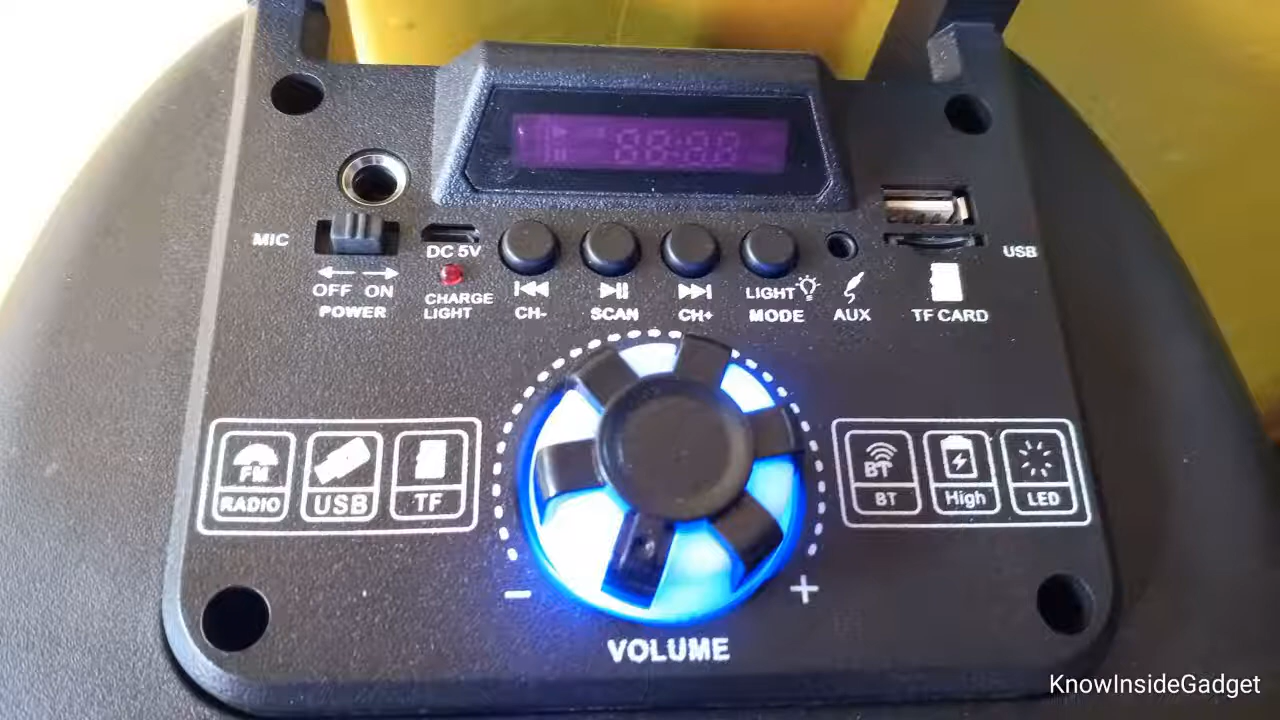 88:88
MIC
DC 5V
USB
OFF ON
POWER
CHARGE
LIGHT
CH-
SCAN
CH+
LIGHT
MODE
AUX
TF CARD
FM
RADIO
USB
TF
BT
BT
High
LED
- +
VOLUME
KnowInsideGadget